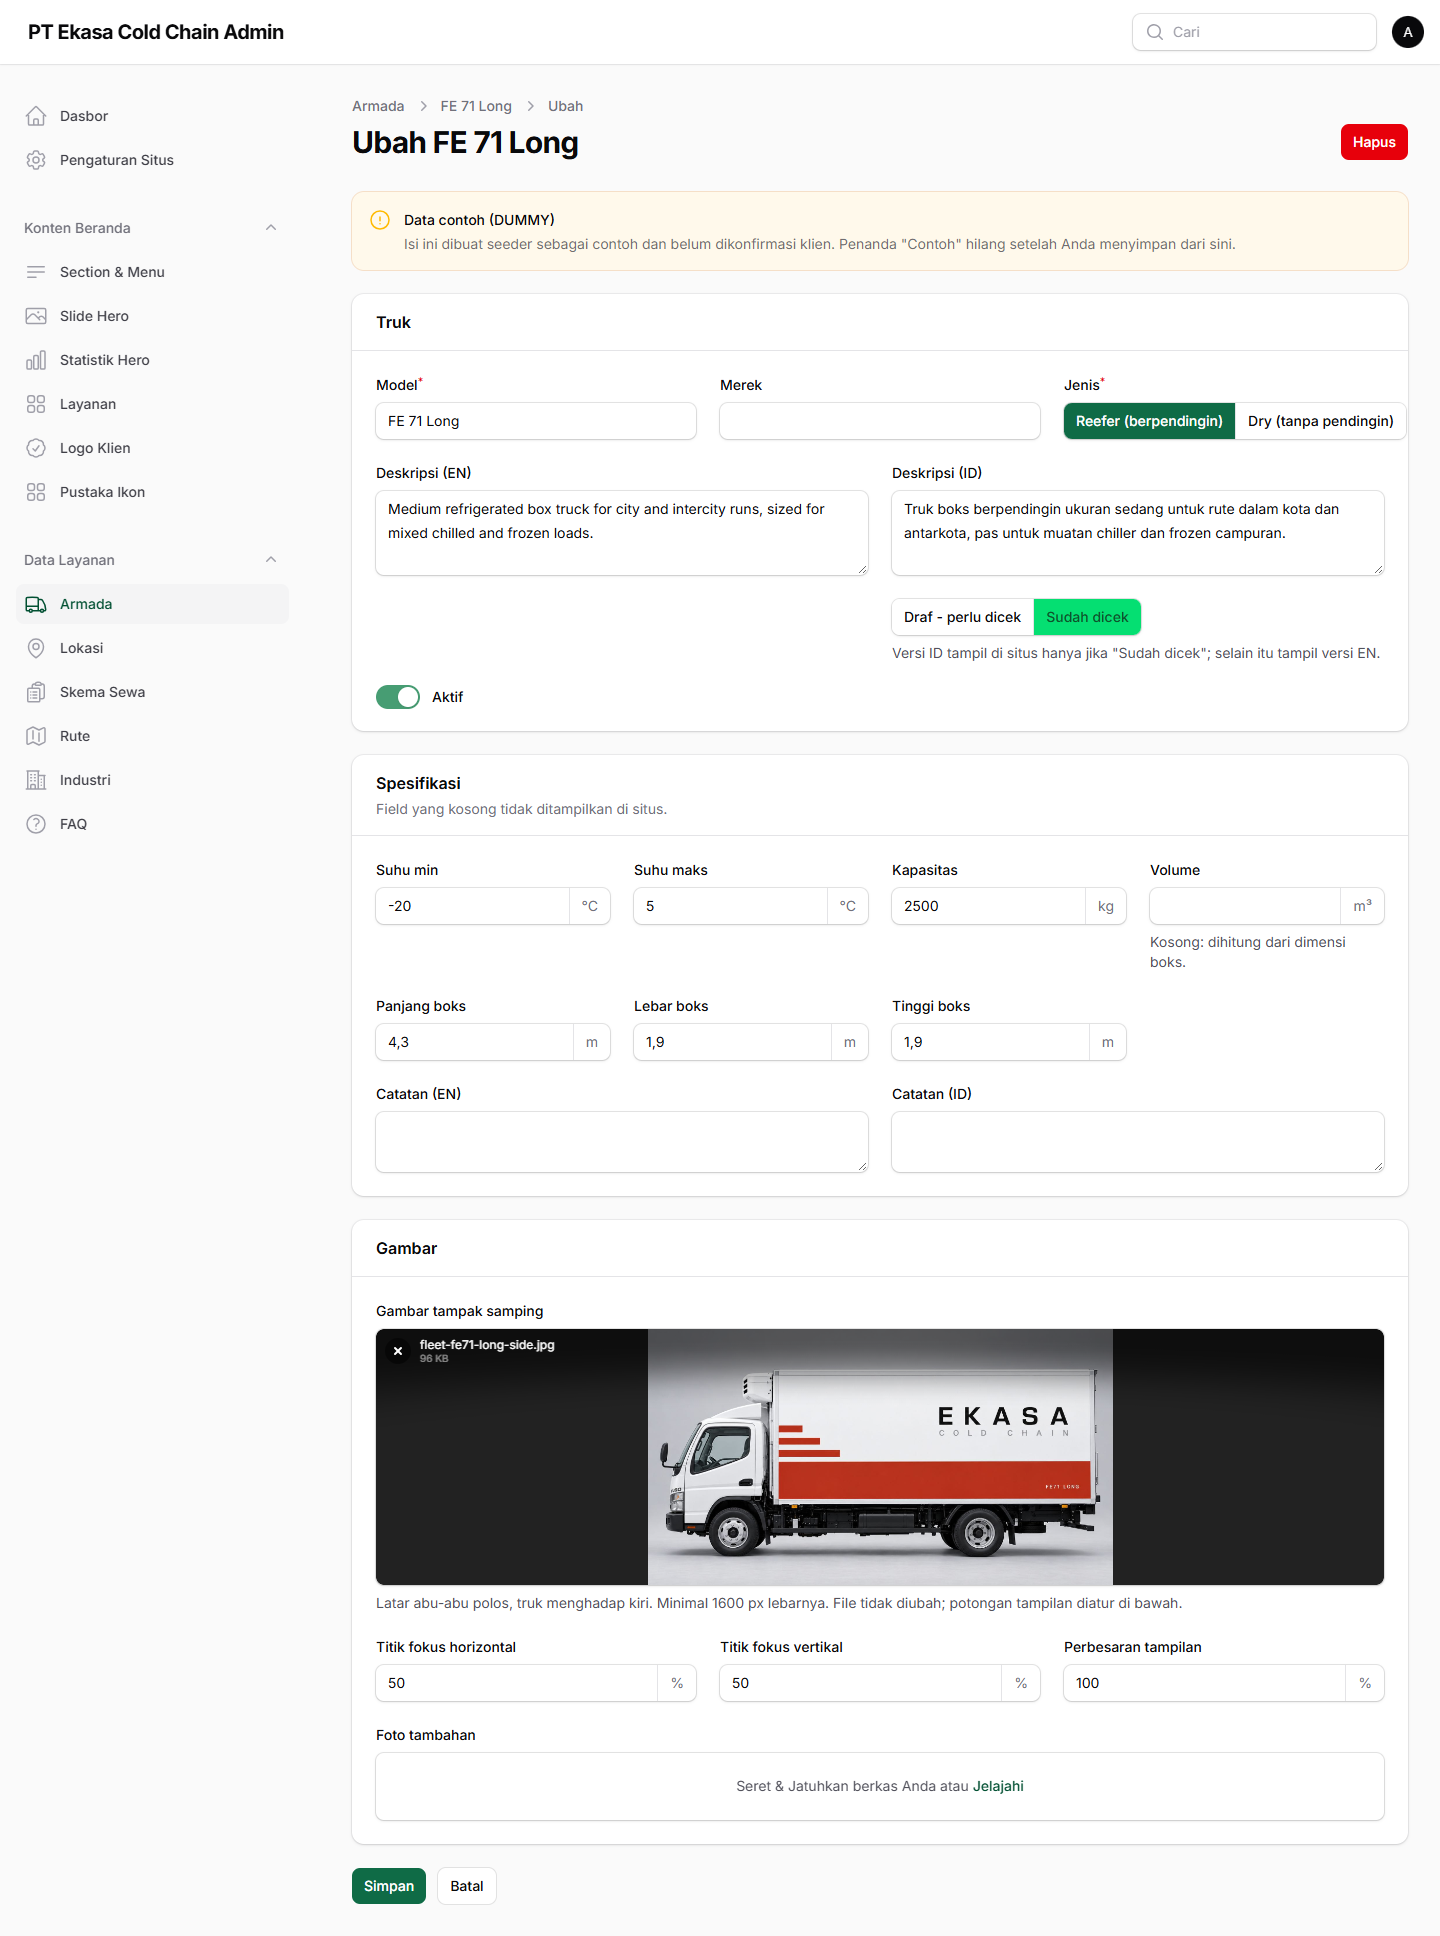 PT Ekasa Cold Chain Admin
Cari
A
Dasbor
Pengaturan Situs
Konten Beranda
Section & Menu
Slide Hero
Statistik Hero
Layanan
Logo Klien
Pustaka Ikon
Data Layanan
Armada
Lokasi
Skema Sewa
Rute
Industri
FAQ
Armada > FE 71 Long > Ubah
Ubah FE 71 Long
Hapus
Data contoh (DUMMY)
Isi ini dibuat seeder sebagai contoh dan belum dikonfirmasi klien. Penanda "Contoh" hilang setelah Anda menyimpan dari sini.
Truk
Model* Merek Jenis*
FE 71 Long Reefer (berpendingin) Dry (tanpa pendingin)
Deskripsi (EN)
Medium refrigerated box truck for city and intercity runs, sized for
mixed chilled and frozen loads.
Deskripsi (ID)
Truk boks berpendingin ukuran sedang untuk rute dalam kota dan
antarkota, pas untuk muatan chiller dan frozen campuran.
Draf - perlu dicek Sudah dicek
Versi ID tampil di situs hanya jika "Sudah dicek"; selain itu tampil versi EN.
Aktif
Spesifikasi
Field yang kosong tidak ditampilkan di situs.
Suhu min Suhu maks Kapasitas Volume
-20 °C 5 °C 2500 kg m³
Kosong: dihitung dari dimensi
boks.
Panjang boks Lebar boks Tinggi boks
4,3 m 1,9 m 1,9 m
Catatan (EN) Catatan (ID)
Gambar
Gambar tampak samping
fleet-fe71-long-side.jpg
96 KB
EKASA
COLD CHAIN
FE71 LONG
Latar abu-abu polos, truk menghadap kiri. Minimal 1600 px lebarnya. File tidak diubah; potongan tampilan diatur di bawah.
Titik fokus horizontal Titik fokus vertikal Perbesaran tampilan
50 % 50 % 100 %
Foto tambahan
Seret & Jatuhkan berkas Anda atau Jelajahi
Simpan Batal